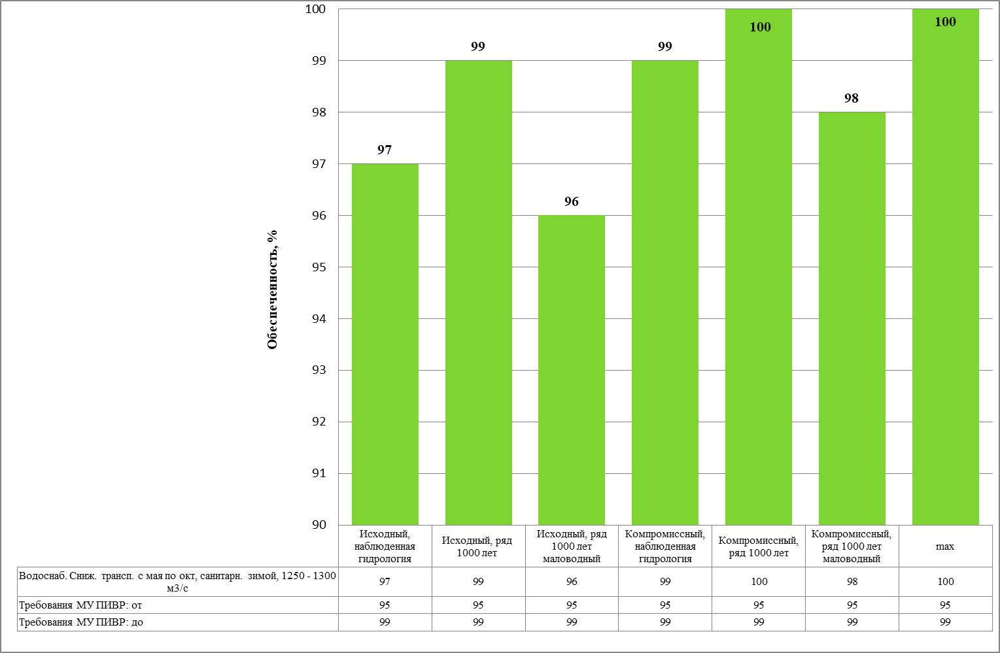 100
99
98
97
96
95
94
93
92
91
90
Обеспеченность, %
97
99
96
99
100
98
100
Исходный,
наблюденная
гидрология
Исходный, ряд
1000 лет
Исходный, ряд
1000 лет
маловодный
Компромиссный,
наблюденная
гидрология
Компромиссный,
ряд 1000 лет
Компромиссный,
ряд 1000 лет
маловодный
max
Водоснаб. Сниж. трансп. с мая по окт, санитарн. зимой, 1250 - 1300
м3/с
97 99 96 99 100 98 100
Требования МУ ПИВР: от 95 95 95 95 95 95 95
Требования МУ ПИВР: до 99 99 99 99 99 99 99